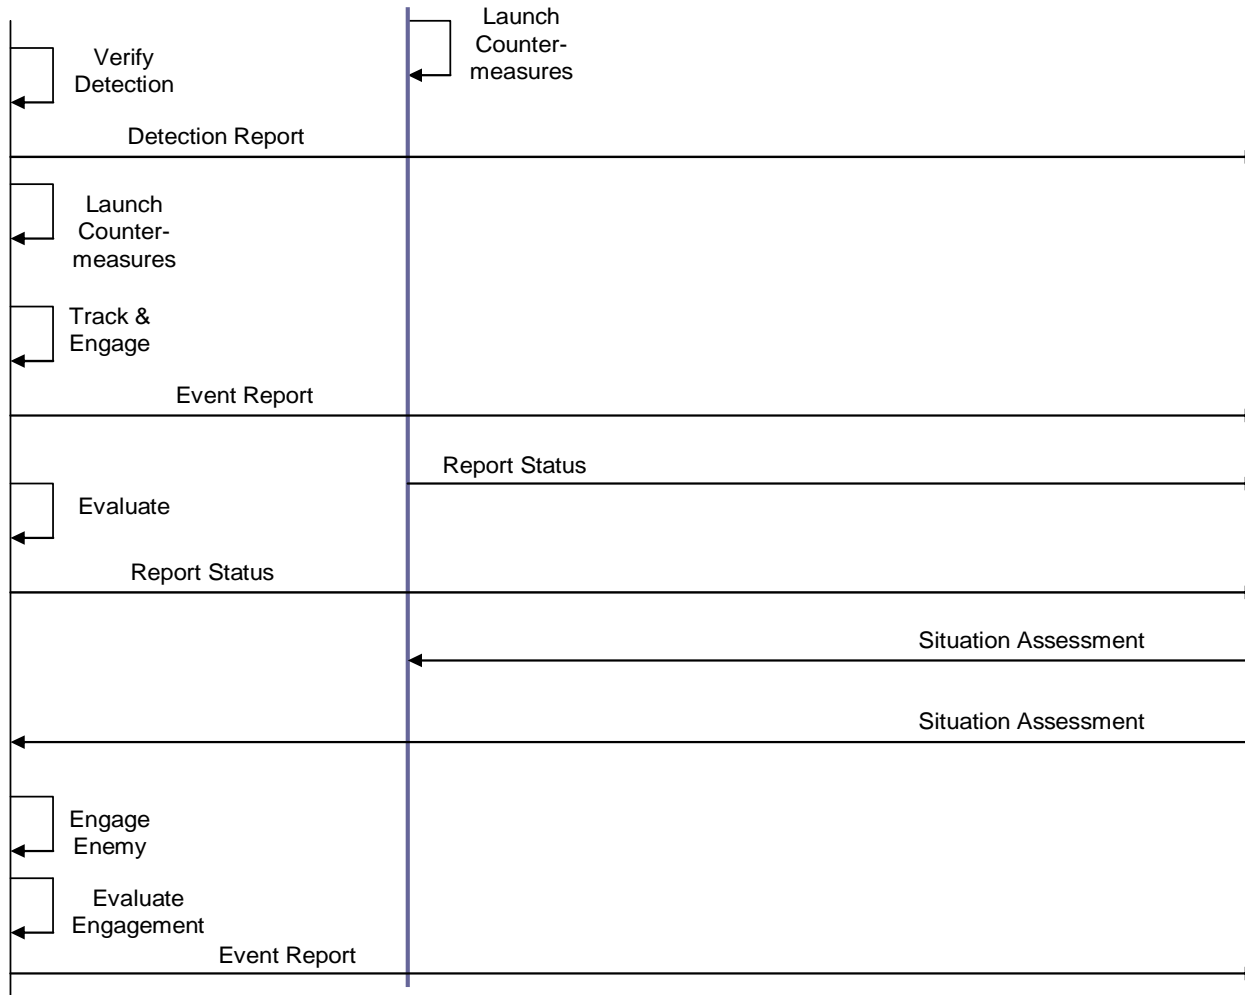 Launch
Counter-
measures
Verify
Detection
Detection Report
Launch
Counter-
measures
Track &
Engage
Event Report
Report Status
Evaluate
Report Status
Situation Assessment
Situation Assessment
Engage
Enemy
Evaluate
Engagement
Event Report